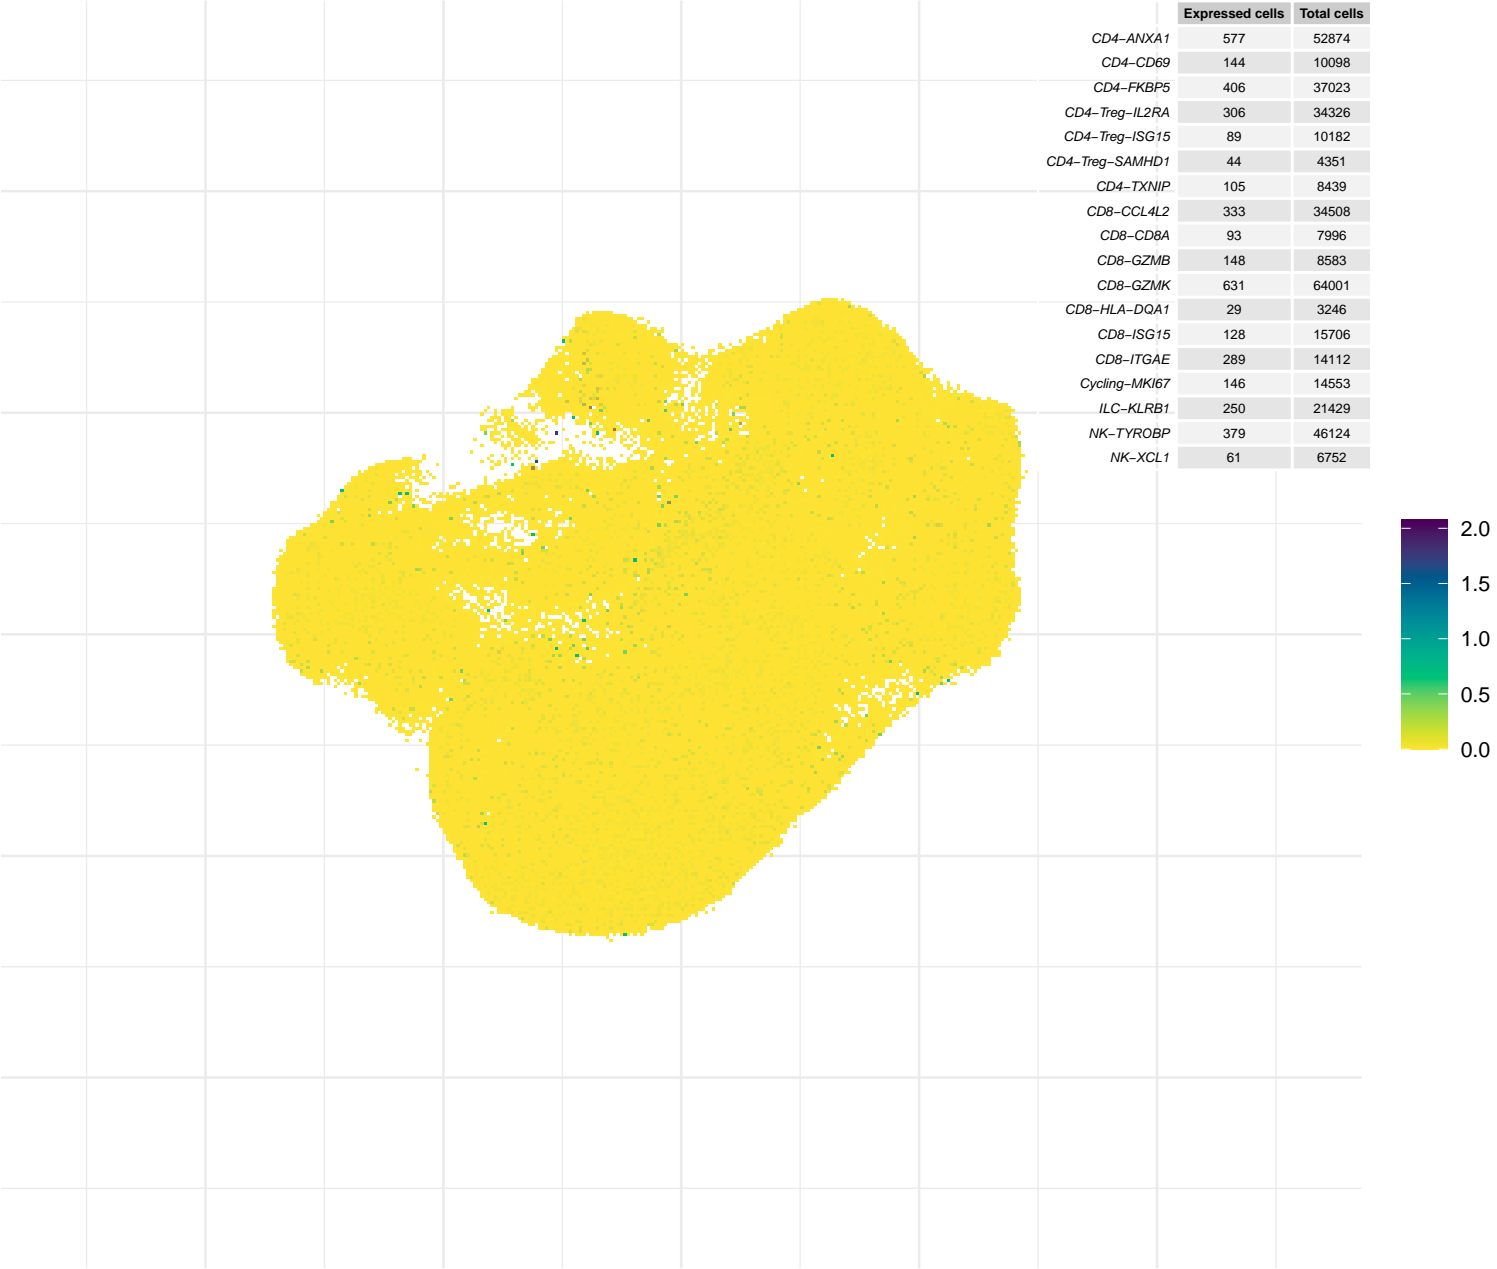 Expressed cells Total cells
CD4−ANXA1 577 52874
CD4−CD69 144 10098
CD4−FKBP5 406 37023
CD4−Treg−IL2RA 306 34326
CD4−Treg−ISG15 89 10182
CD4−Treg−SAMHD1 44 4351
CD4−TXNIP 105 8439
CD8−CCL4L2 333 34508
CD8−CD8A 93 7996
CD8−GZMB 148 8583
CD8−GZMK 631 64001
CD8−HLA−DQA1 29 3246
CD8−ISG15 128 15706
CD8−ITGAE 289 14112
Cycling−MKI67 146 14553
ILC−KLRB1 250 21429
NK−TYROBP 379 46124
NK−XCL1 61 6752
2.0
1.5
1.0
0.5
0.0